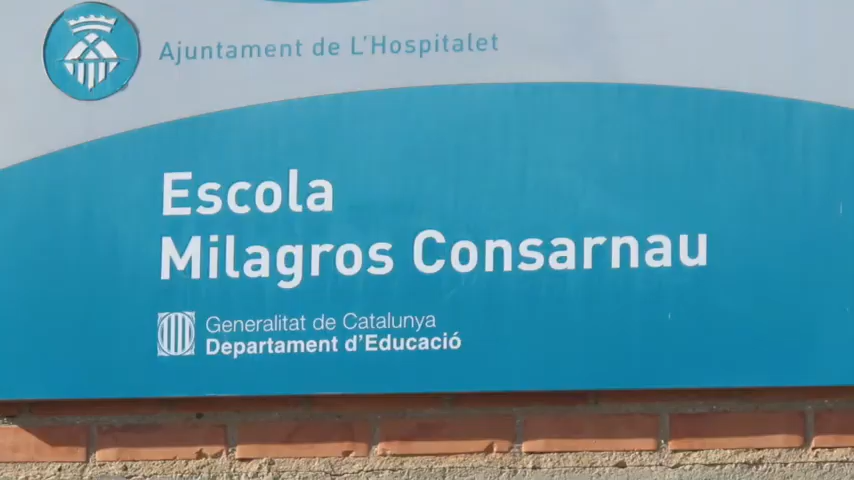 Ajuntament de L'Hospitalet
Escola
Milagros Consarnau
Generalitat de Catalunya
Departament d'Educació